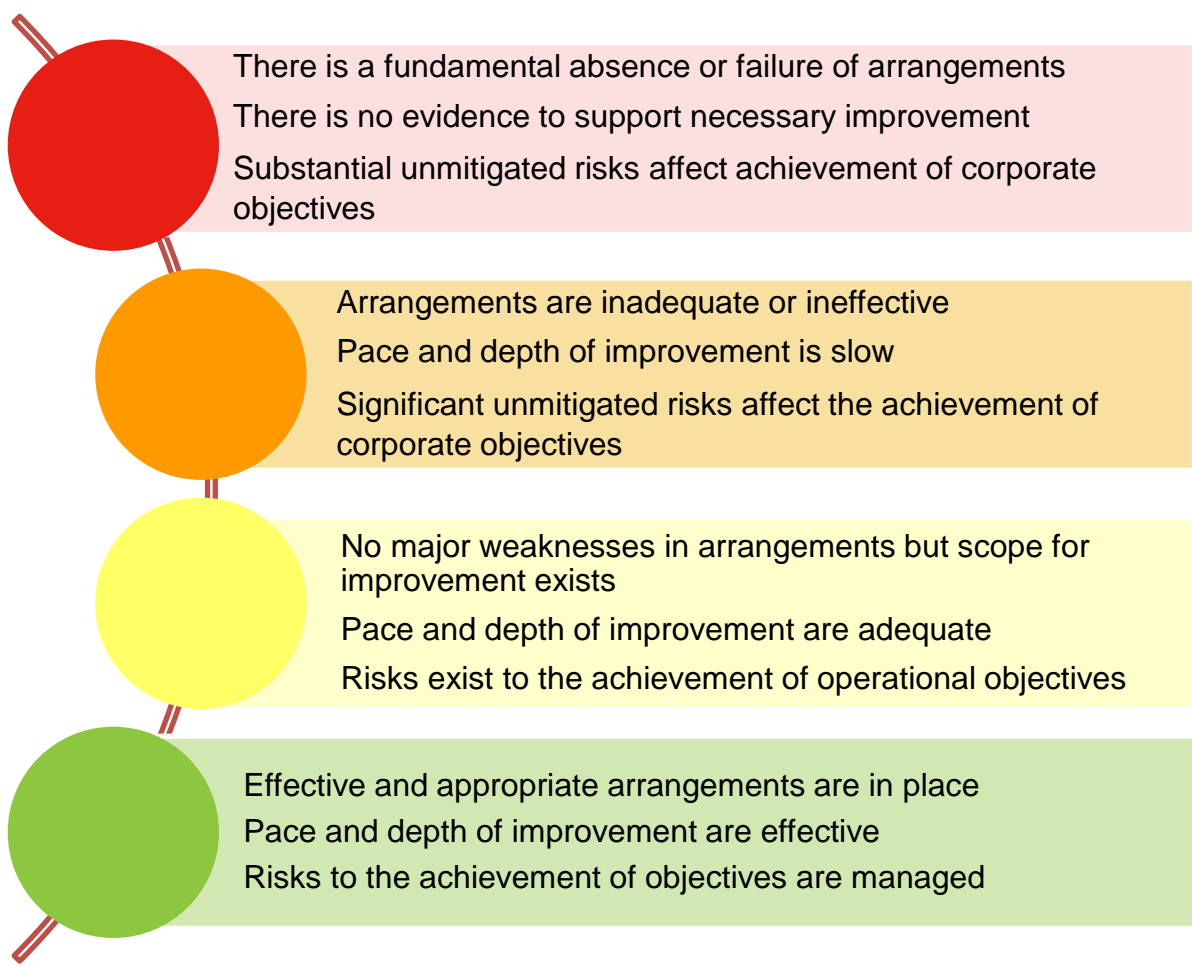 There is a fundamental absence or failure of arrangements
There is no evidence to support necessary improvement
Substantial unmitigated risks affect achievement of corporate
objectives
Arrangements are inadequate or ineffective
Pace and depth of improvement is slow
Significant unmitigated risks affect the achievement of
corporate objectives
No major weaknesses in arrangements but scope for
improvement exists
Pace and depth of improvement are adequate
Risks exist to the achievement of operational objectives
Effective and appropriate arrangements are in place
Pace and depth of improvement are effective
Risks to the achievement of objectives are managed